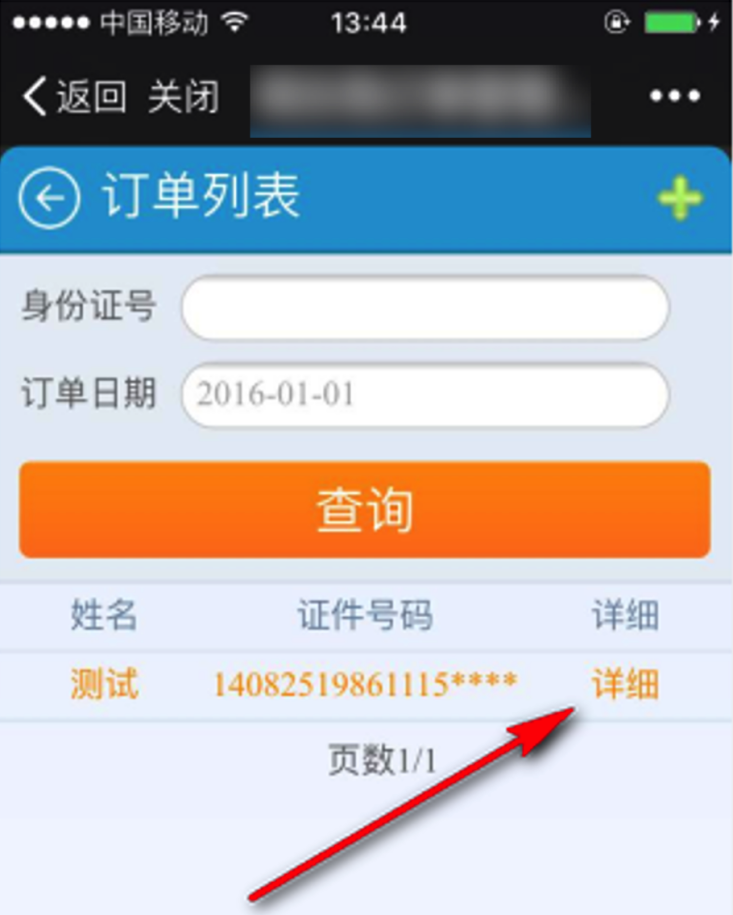 中国移动 13:44
返回 关闭
订单列表
身份证号
订单日期 2016-01-01
查询
姓名 证件号码 详细
测试 14082519861115**** 详细
页数1/1